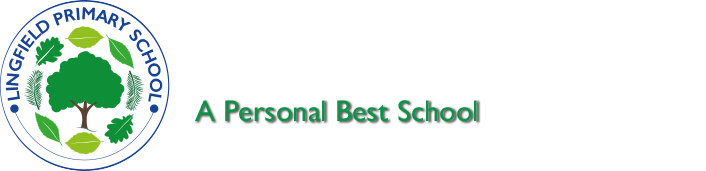 LINGFIELD PRIMARY SCHOOL
A Personal Best School